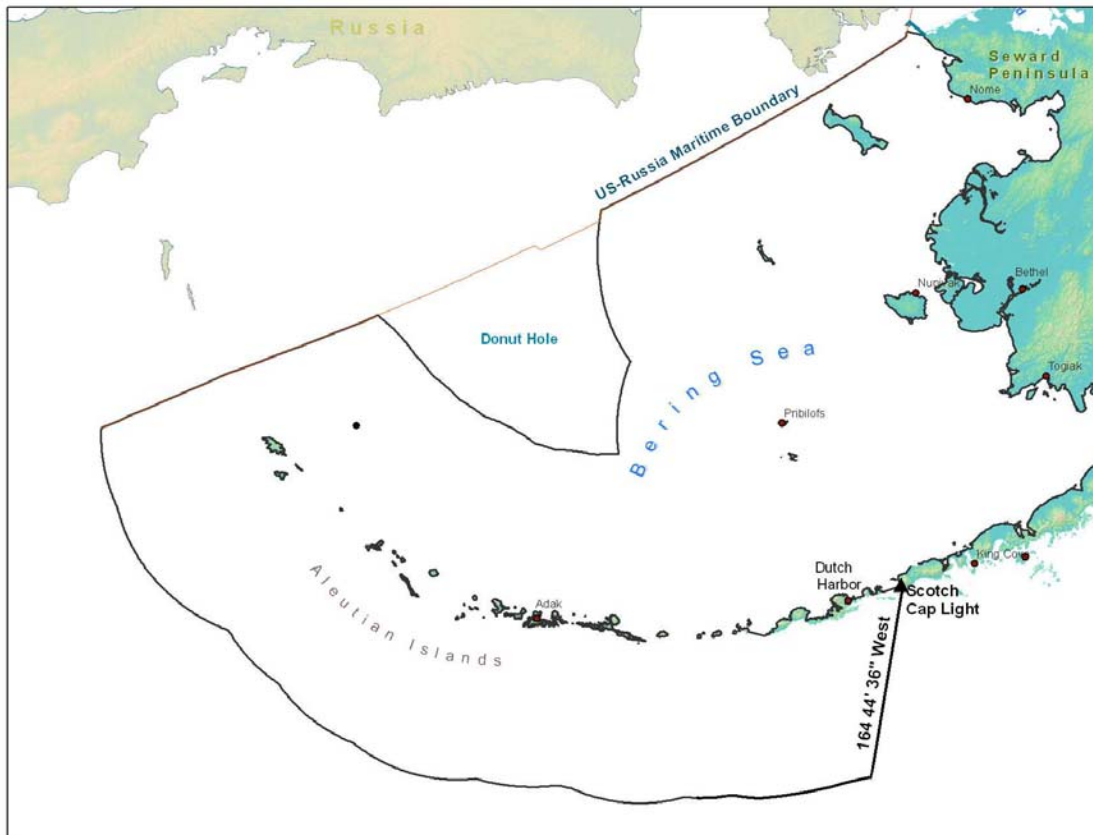 Russia
Seward
Peninsula
Nome
US-Russia Maritime Boundary
Bethel
Donut Hole
Bering Sea
Togiak
Pribilofs
King Cove
Dutch
Harbor
Scotch
Cap Light
Adak
Aleutian Islands
164 44' 36" West